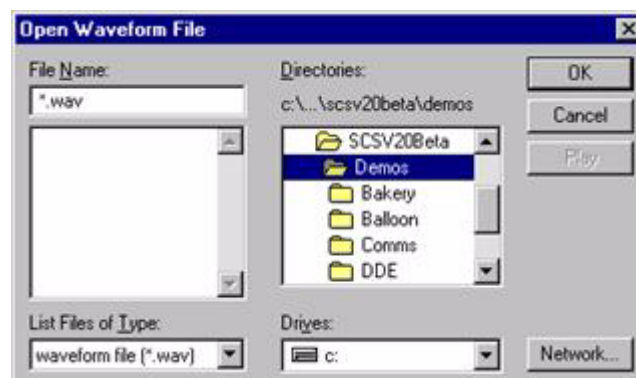 Open Waveform File
File Name:
*.wav
List Files of Type:
waveform file (*.wav)
Directories:
c:\...\scsv20beta\demos
SCSV20Beta
Demos
Bakery
Balloon
Comms
DDE
Drives:
c:
OK
Cancel
Play
Network...